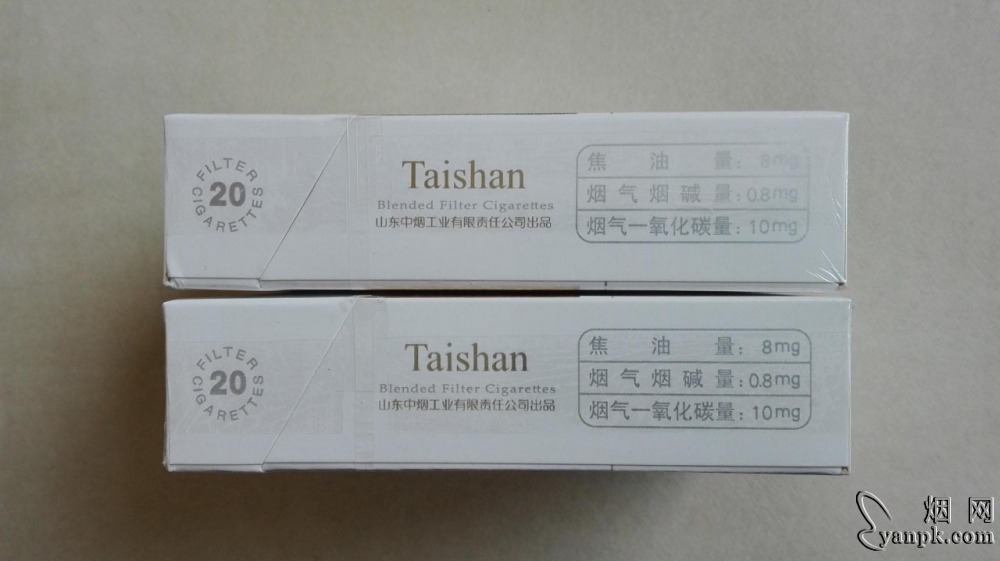 FILTER
20
CIGARETTES
Taishan
Blended Filter Cigarettes
山东中烟工业有限责任公司出品
焦油量: 8mg
烟气烟碱量: 0.8mg
烟气一氧化碳量: 10mg
FILTER
20
CIGARETTES
Taishan
Blended Filter Cigarettes
山东中烟工业有限责任公司出品
焦油量: 8mg
烟气烟碱量: 0.8mg
烟气一氧化碳量: 10mg
烟网
yanpk.com